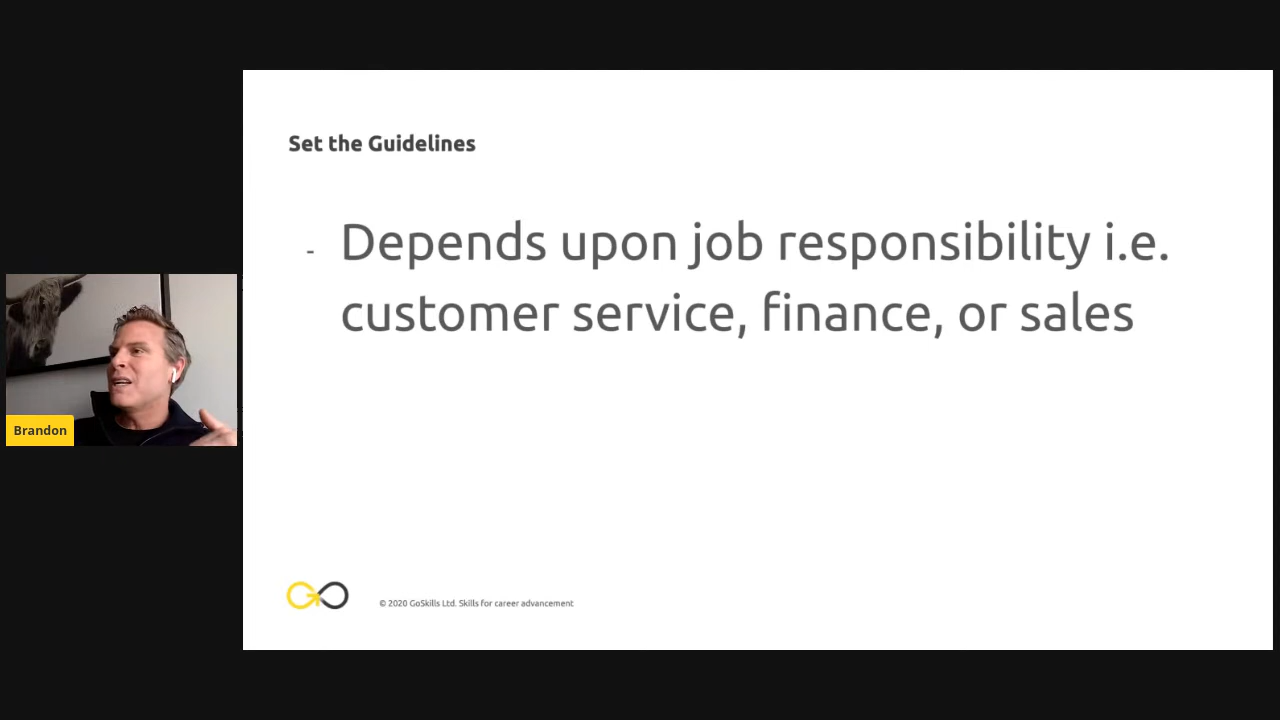 Set the Guidelines
- Depends upon job responsibility i.e.
customer service, finance, or sales
Brandon
© 2020 GoSkills Ltd. Skills for career advancement